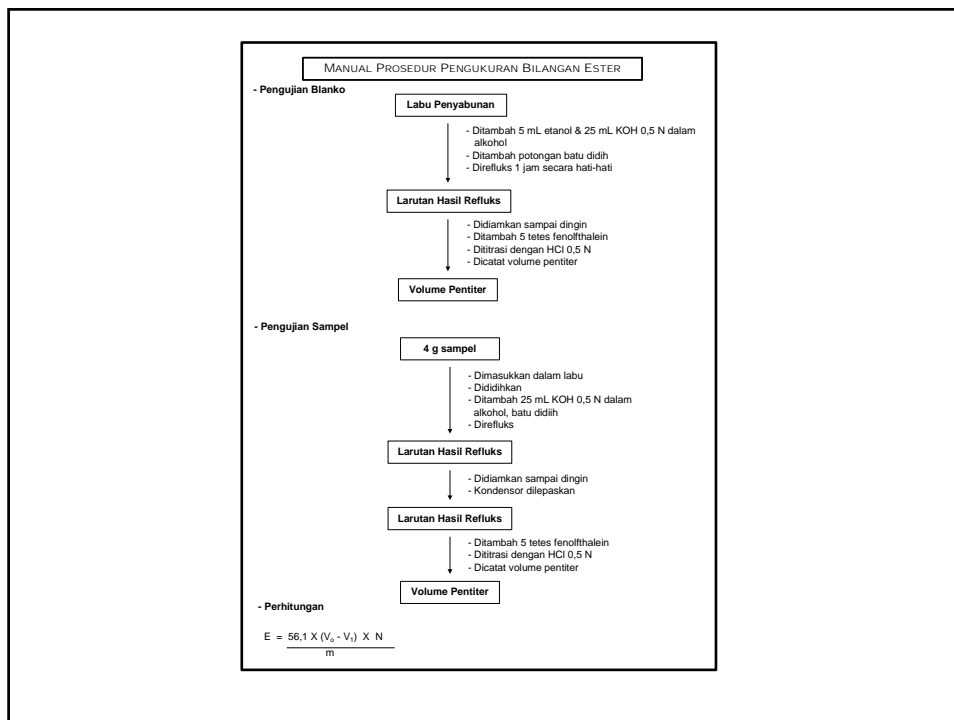 MANUAL PROSEDUR PENGUKURAN BILANGAN ESTER
- Pengujian Blanko
Labu Penyabunan
- Ditambah 5 mL etanol & 25 mL KOH 0,5 N dalam
alkohol
- Ditambah potongan batu didih
- Direfluks 1 jam secara hati-hati
Larutan Hasil Refluks
- Didiamkan sampai dingin
- Ditambah 5 tetes fenolfthalein
- Dititrasi dengan HCl 0,5 N
- Dicatat volume pentiter
Volume Pentiter
- Pengujian Sampel
4 g sampel
- Dimasukkan dalam labu
- Dididihkan
- Ditambah 25 mL KOH 0,5 N dalam
alkohol, batu didiih
- Direfluks
Larutan Hasil Refluks
- Didiamkan sampai dingin
- Kondensor dilepaskan
Larutan Hasil Refluks
- Ditambah 5 tetes fenolfthalein
- Dititrasi dengan HCl 0,5 N
- Dicatat volume pentiter
Volume Pentiter
- Perhitungan
E = 56,1 X (Vₒ - V₁) X N
m